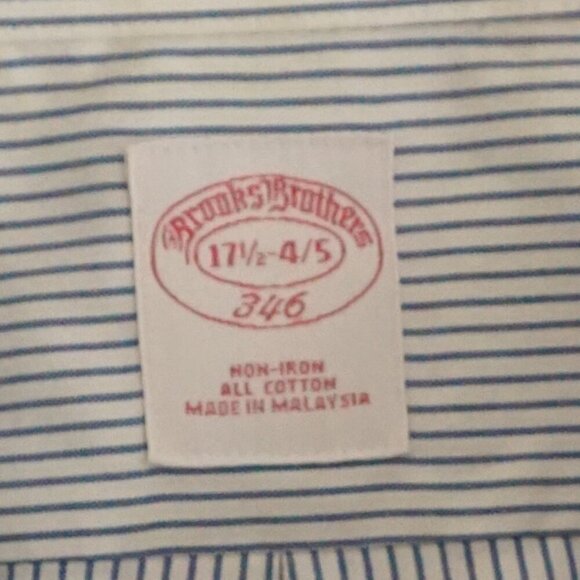 Brooks Brothers
17½-4/5
346
NON-IRON
ALL COTTON
MADE IN MALAYSIA